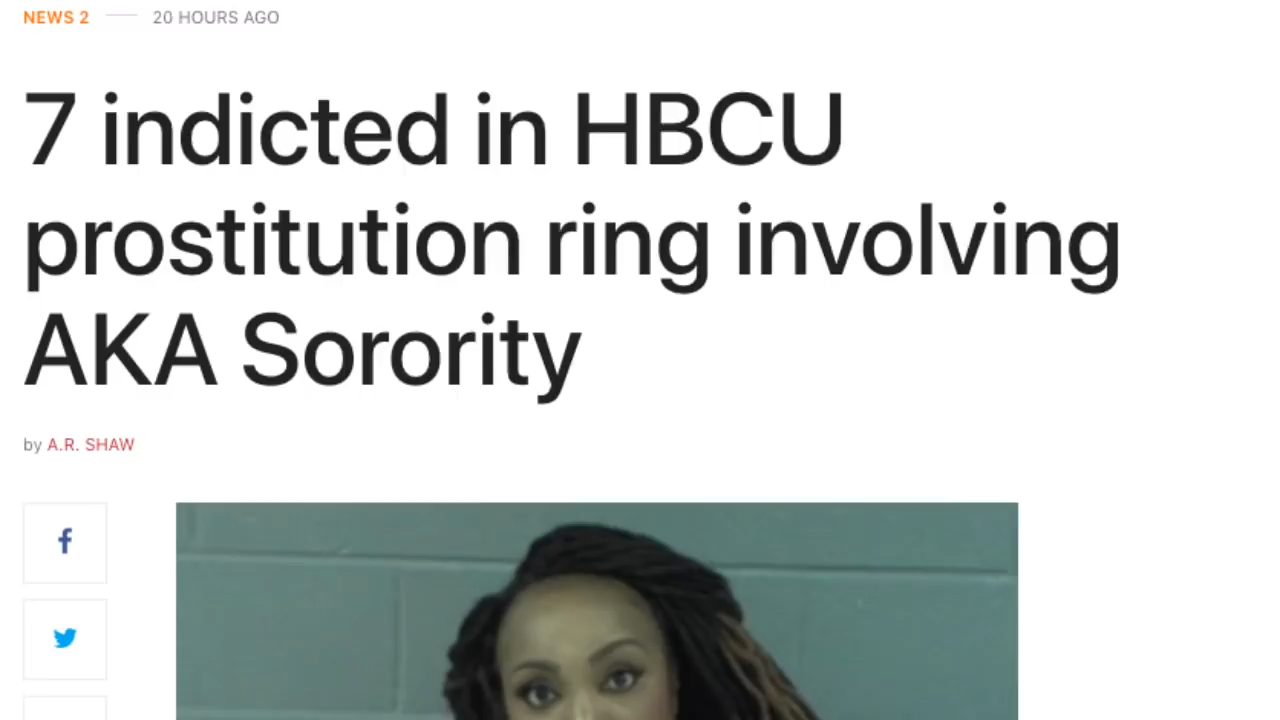 NEWS 2 — 20 HOURS AGO
7 indicted in HBCU
prostitution ring involving
AKA Sorority
by A.R. SHAW